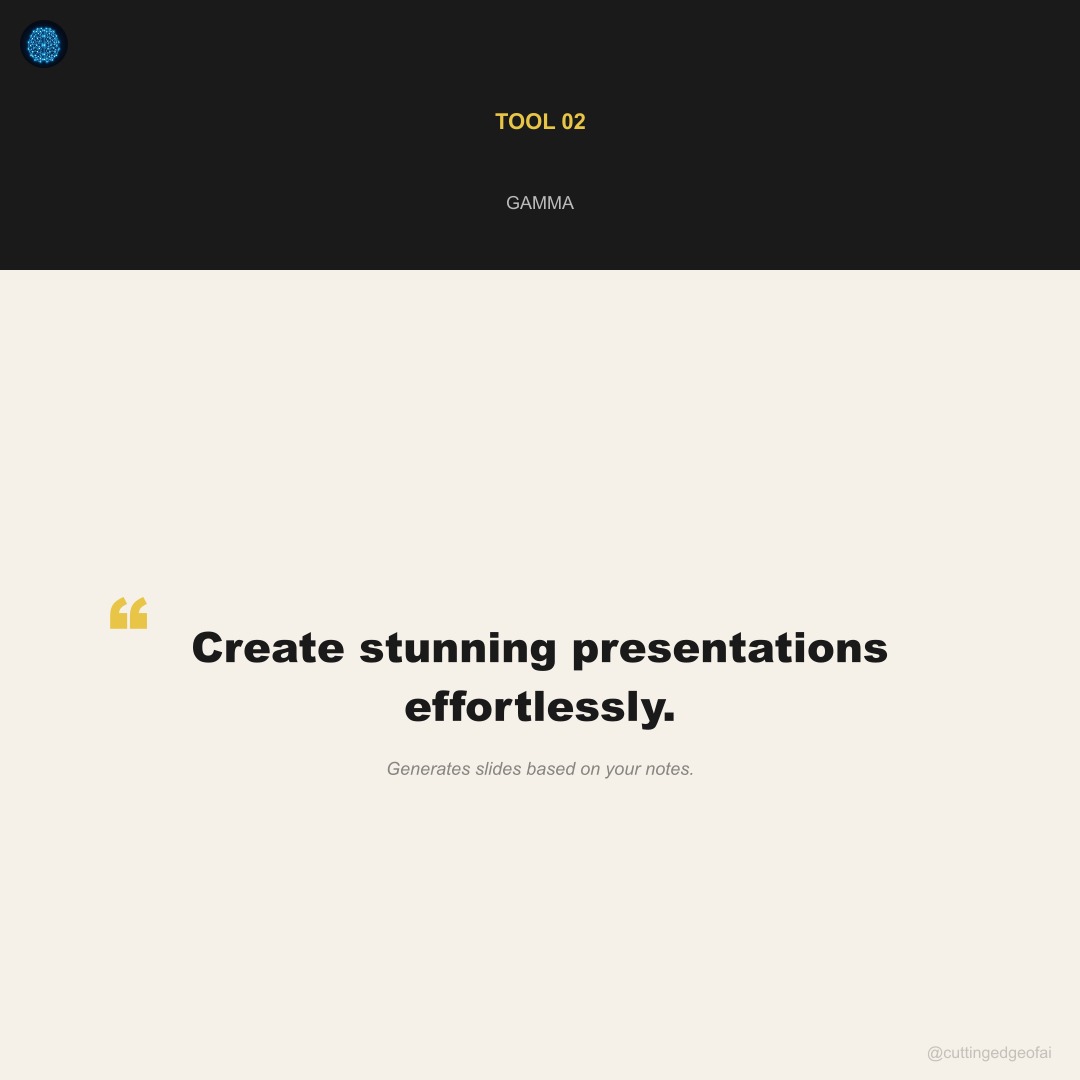 TOOL 02
GAMMA
“
Create stunning presentations
effortlessly.
Generates slides based on your notes.
@cuttingedgeofai